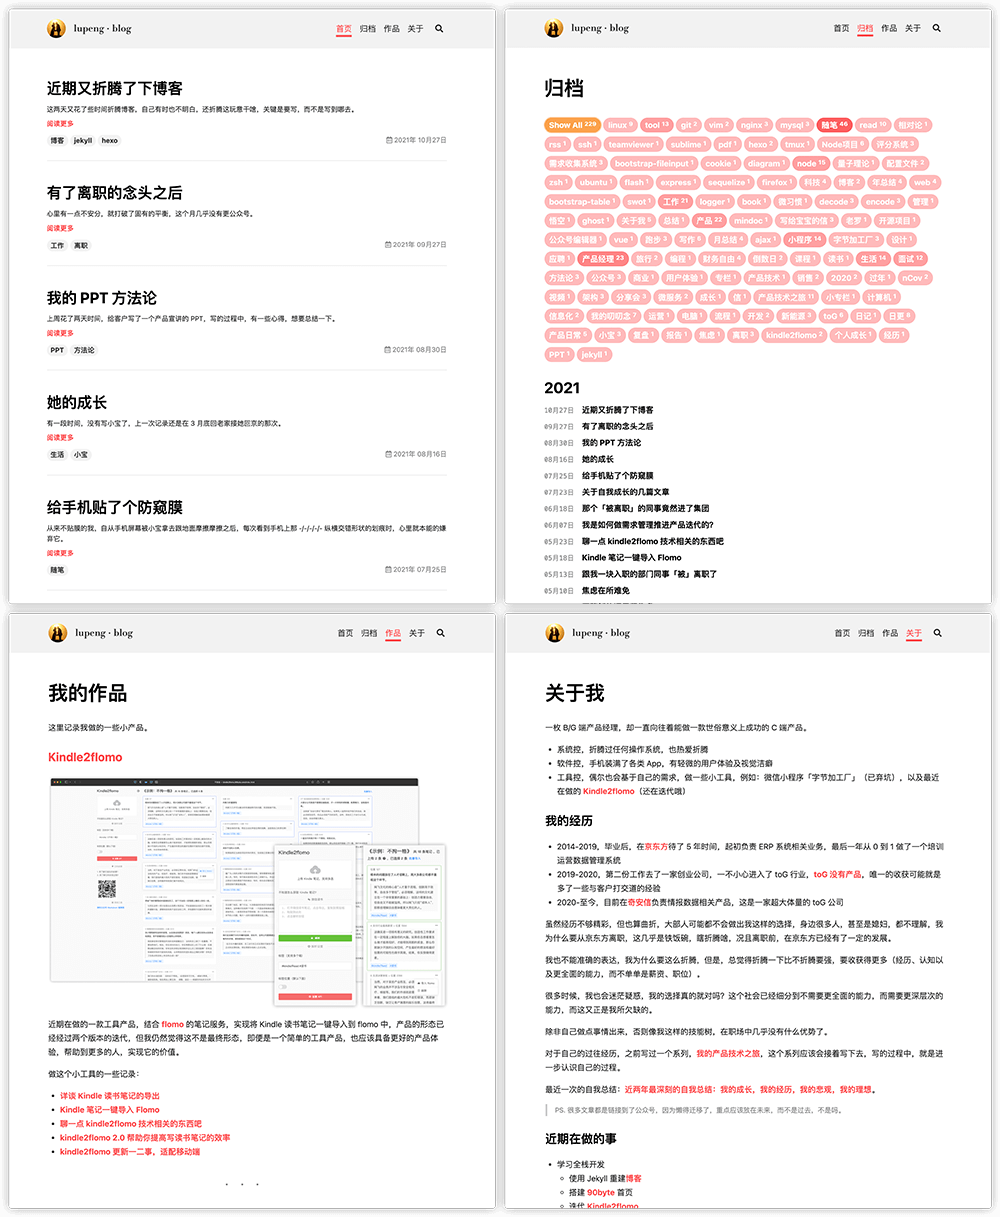 lupeng · blog
首页 归档 作品 关于
近期又折腾了下博客
这两天又花了些时间折腾博客，自己有时也不明白，还折腾这玩意干啥，关键是要写，而不是写到哪去。
阅读更多
博客 jekyll hexo
2021年 10月27日
有了离职的念头之后
心里有一点不安分，就打破了固有的平衡，这个月几乎没有更公众号。
阅读更多
工作 离职
2021年 09月27日
我的 PPT 方法论
上周花了两天时间，给客户写了一个产品宣讲的 PPT，写的过程中，有一些心得，想要总结一下。
阅读更多
PPT 方法论
2021年 08月30日
她的成长
有一段时间，没有写小宝了，上一次记录还是在 3 月底回老家接她回京的那次。
阅读更多
生活 小宝
2021年 08月16日
给手机贴了个防窥膜
从来不贴膜的我，自从手机屏幕被小宝拿去跟地面摩擦摩擦之后，每次看到手机上那 -/-/-/-/- 纵横交错形状的划痕时，心里就本能的嫌
弃它。
阅读更多
随笔
2021年 07月25日
lupeng · blog
首页 归档 作品 关于
归档
Show All 229 linux 9 tool 13 git 2 vim 2 nginx 3 mysql 3 随笔 46 read 10 相对论 1
rss 1 ssh 1 teamviewer 1 sublime 1 pdf 1 hexo 2 tmux 1 Node项目 6 评分系统 3
需求收集系统 3 bootstrap-fileinput 1 cookie 1 diagram 1 node 15 量子理论 1 配置文件 2
zsh 1 ubuntu 1 flash 1 express 1 sequelize 1 firefox 1 科技 4 博客 2 年总结 4 web 4
bootstrap-table 1 swot 1 工作 21 logger 1 book 1 微习惯 1 decode 3 encode 3 管理 1
悟空 1 ghost 1 关于我 5 总结 1 产品 22 mindoc 1 写给宝宝的信 3 老罗 1 开源项目 1
公众号编辑器 1 vue 1 跑步 3 写作 6 月总结 4 ajax 1 小程序 14 字节加工厂 3 设计 1
应聘 1 产品经理 23 旅行 2 编程 1 财务自由 4 倒数日 3 课程 1 读书 1 生活 14 面试 12
方法论 3 公众号 3 商业 1 用户体验 1 专栏 1 产品技术 1 销售 2 2020 2 过年 1 nCov 2
视频 1 架构 3 分享会 3 微服务 2 成长 1 信 1 产品技术之旅 11 小专栏 1 计算机 1
信息化 2 我的叨叨念 7 运营 1 电脑 1 流程 1 开发 2 新能源 3 toG 6 日记 1 日更 8
产品日常 5 小宝 3 复盘 1 报告 1 焦虑 1 离职 3 kindle2flomo 2 个人成长 1 经历 1
PPT 1 jekyll 1
2021
10月27日 近期又折腾了下博客
09月27日 有了离职的念头之后
08月30日 我的 PPT 方法论
08月16日 她的成长
07月25日 给手机贴了个防窥膜
07月23日 关于自我成长的几篇文章
06月18日 那个「被离职」的同事竟然进了集团
06月07日 我是如何做需求管理推进产品迭代的?
05月23日 聊一点 kindle2flomo 技术相关的东西吧
05月18日 Kindle 笔记一键导入 Flomo
05月13日 跟我一块入职的部门同事「被」离职了
05月10日 焦虑在所难免
lupeng · blog
首页 归档 作品 关于
我的作品
这里记录我做的一些小产品。
Kindle2flomo
Kindle2flomo
近期在做的一款工具产品，结合 flomo 的笔记服务，实现将 Kindle 读书笔记一键导入到 flomo 中，产品的形态已
经经过两个版本的迭代，但我仍然觉得这不是最终形态，即便是一个简单的工具产品，也应该具备更好的产品体
验，帮助到更多的人，实现它的价值。
做这个小工具的一些记录：
详谈 Kindle 读书笔记的导出
Kindle 笔记一键导入 Flomo
聊一点 kindle2flomo 技术相关的东西吧
kindle2flomo 2.0 帮助你提高写读书笔记的效率
kindle2flomo 更新一二事，适配移动端
lupeng · blog
首页 归档 作品 关于
关于我
一枚 B/G 端产品经理，却一直向往着能做一款世俗意义上成功的 C 端产品。
系统控，折腾过任何操作系统，也热爱折腾
软件控，手机装满了各类 App，有轻微的用户体验及视觉洁癖
工具控，偶尔也会基于自己的需求，做一些小工具，例如：微信小程序「字节加工厂」（已弃坑），以及最近
在做的 Kindle2flomo（还在迭代哦）
我的经历
2014-2019，毕业后，在京东方待了 5 年时间，起初负责 ERP 系统相关业务，最后一年从 0 到 1 做了一个培训
运营数据管理系统
2019-2020，第二份工作去了一家创业公司，一不小心进入了 toG 行业，toG 没有产品，唯一的收获可能就是
多了一些与客户打交道的经验
2020-至今，目前在奇安信负责情报数据相关产品，这是一家超大体量的 toG 公司
虽然经历不够精彩，但也算曲折，大部人可能都不会做出我这样的选择，身边很多人，甚至是媳妇，都不理解，我
为什么要从京东方离职，这几乎是铁饭碗，瞎折腾啥，况且离职前，在京东方已经有了一定的发展。
我也不能准确的表达，我为什么要这么折腾，但是，总觉得折腾一下比不折腾要强，要收获得更多（经历、认知以
及更全面的能力，而不单单是薪资、职位）。
很多时候，我也会迷茫疑惑，我的选择真的就对吗？这个社会已经细分到不需要更全面的能力，而需要更深层次的
能力，而这又正是我所欠缺的。
除非自己做点事情出来，否则像我这样的技能树，在职场中几乎没有什么优势了。
对于自己的过往经历，之前写过一个系列，我的产品技术之旅，这个系列应该会接着写下去，写的过程中，就是进
一步认识自己的过程。
最近一次的自我总结：近两年最深刻的自我总结：我的成长，我的经历，我的悲观，我的理想。
PS. 很多文章都是链接到了公众号，因为懒得迁移了，重点应该放在未来，而不是过去，不是吗。
近期在做的事
学习全栈开发
使用 Jekyll 重建博客
搭建 90byte 首页
迭代 Kindle2flomo